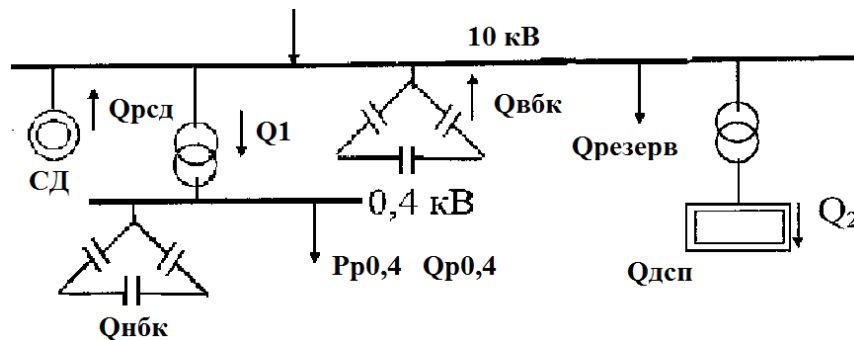 10 кВ
Qрсд
Q1
Qвбк
Qрезерв
СД
0,4 кВ
Q2
Pр0,4 Qр0,4
Qдсп
Qнбк